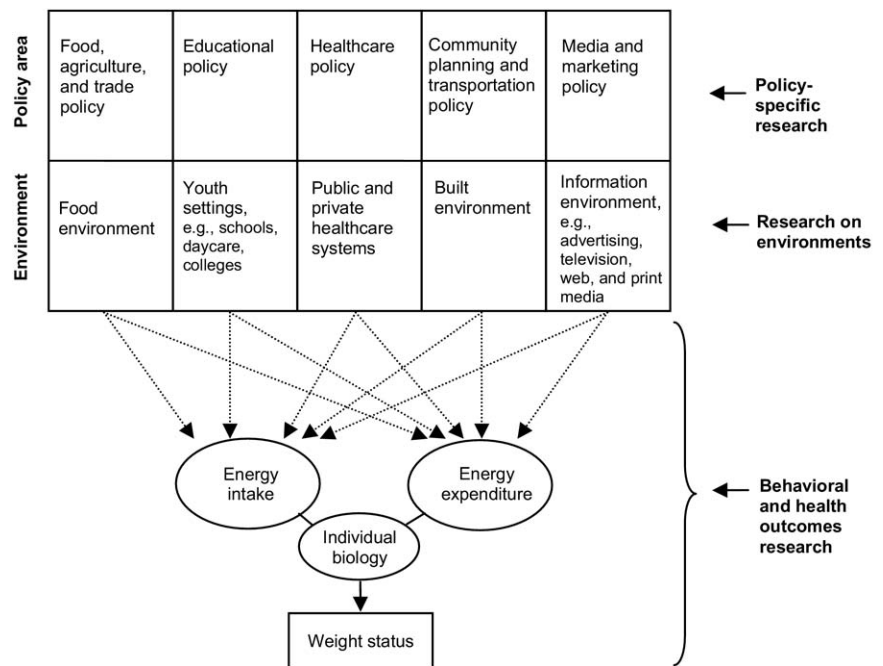 Policy area
Food,
agriculture,
and trade
policy
Educational
policy
Healthcare
policy
Community
planning and
transportation
policy
Media and
marketing
policy
Policy-
specific
research
Environment
Food
environment
Youth
settings,
e.g., schools,
daycare,
colleges
Public and
private
healthcare
systems
Built
environment
Information
environment,
e.g.,
advertising,
television,
web, and print
media
Research on
environments
Energy
intake
Energy
expenditure
Individual
biology
Weight status
Behavioral
and health
outcomes
research